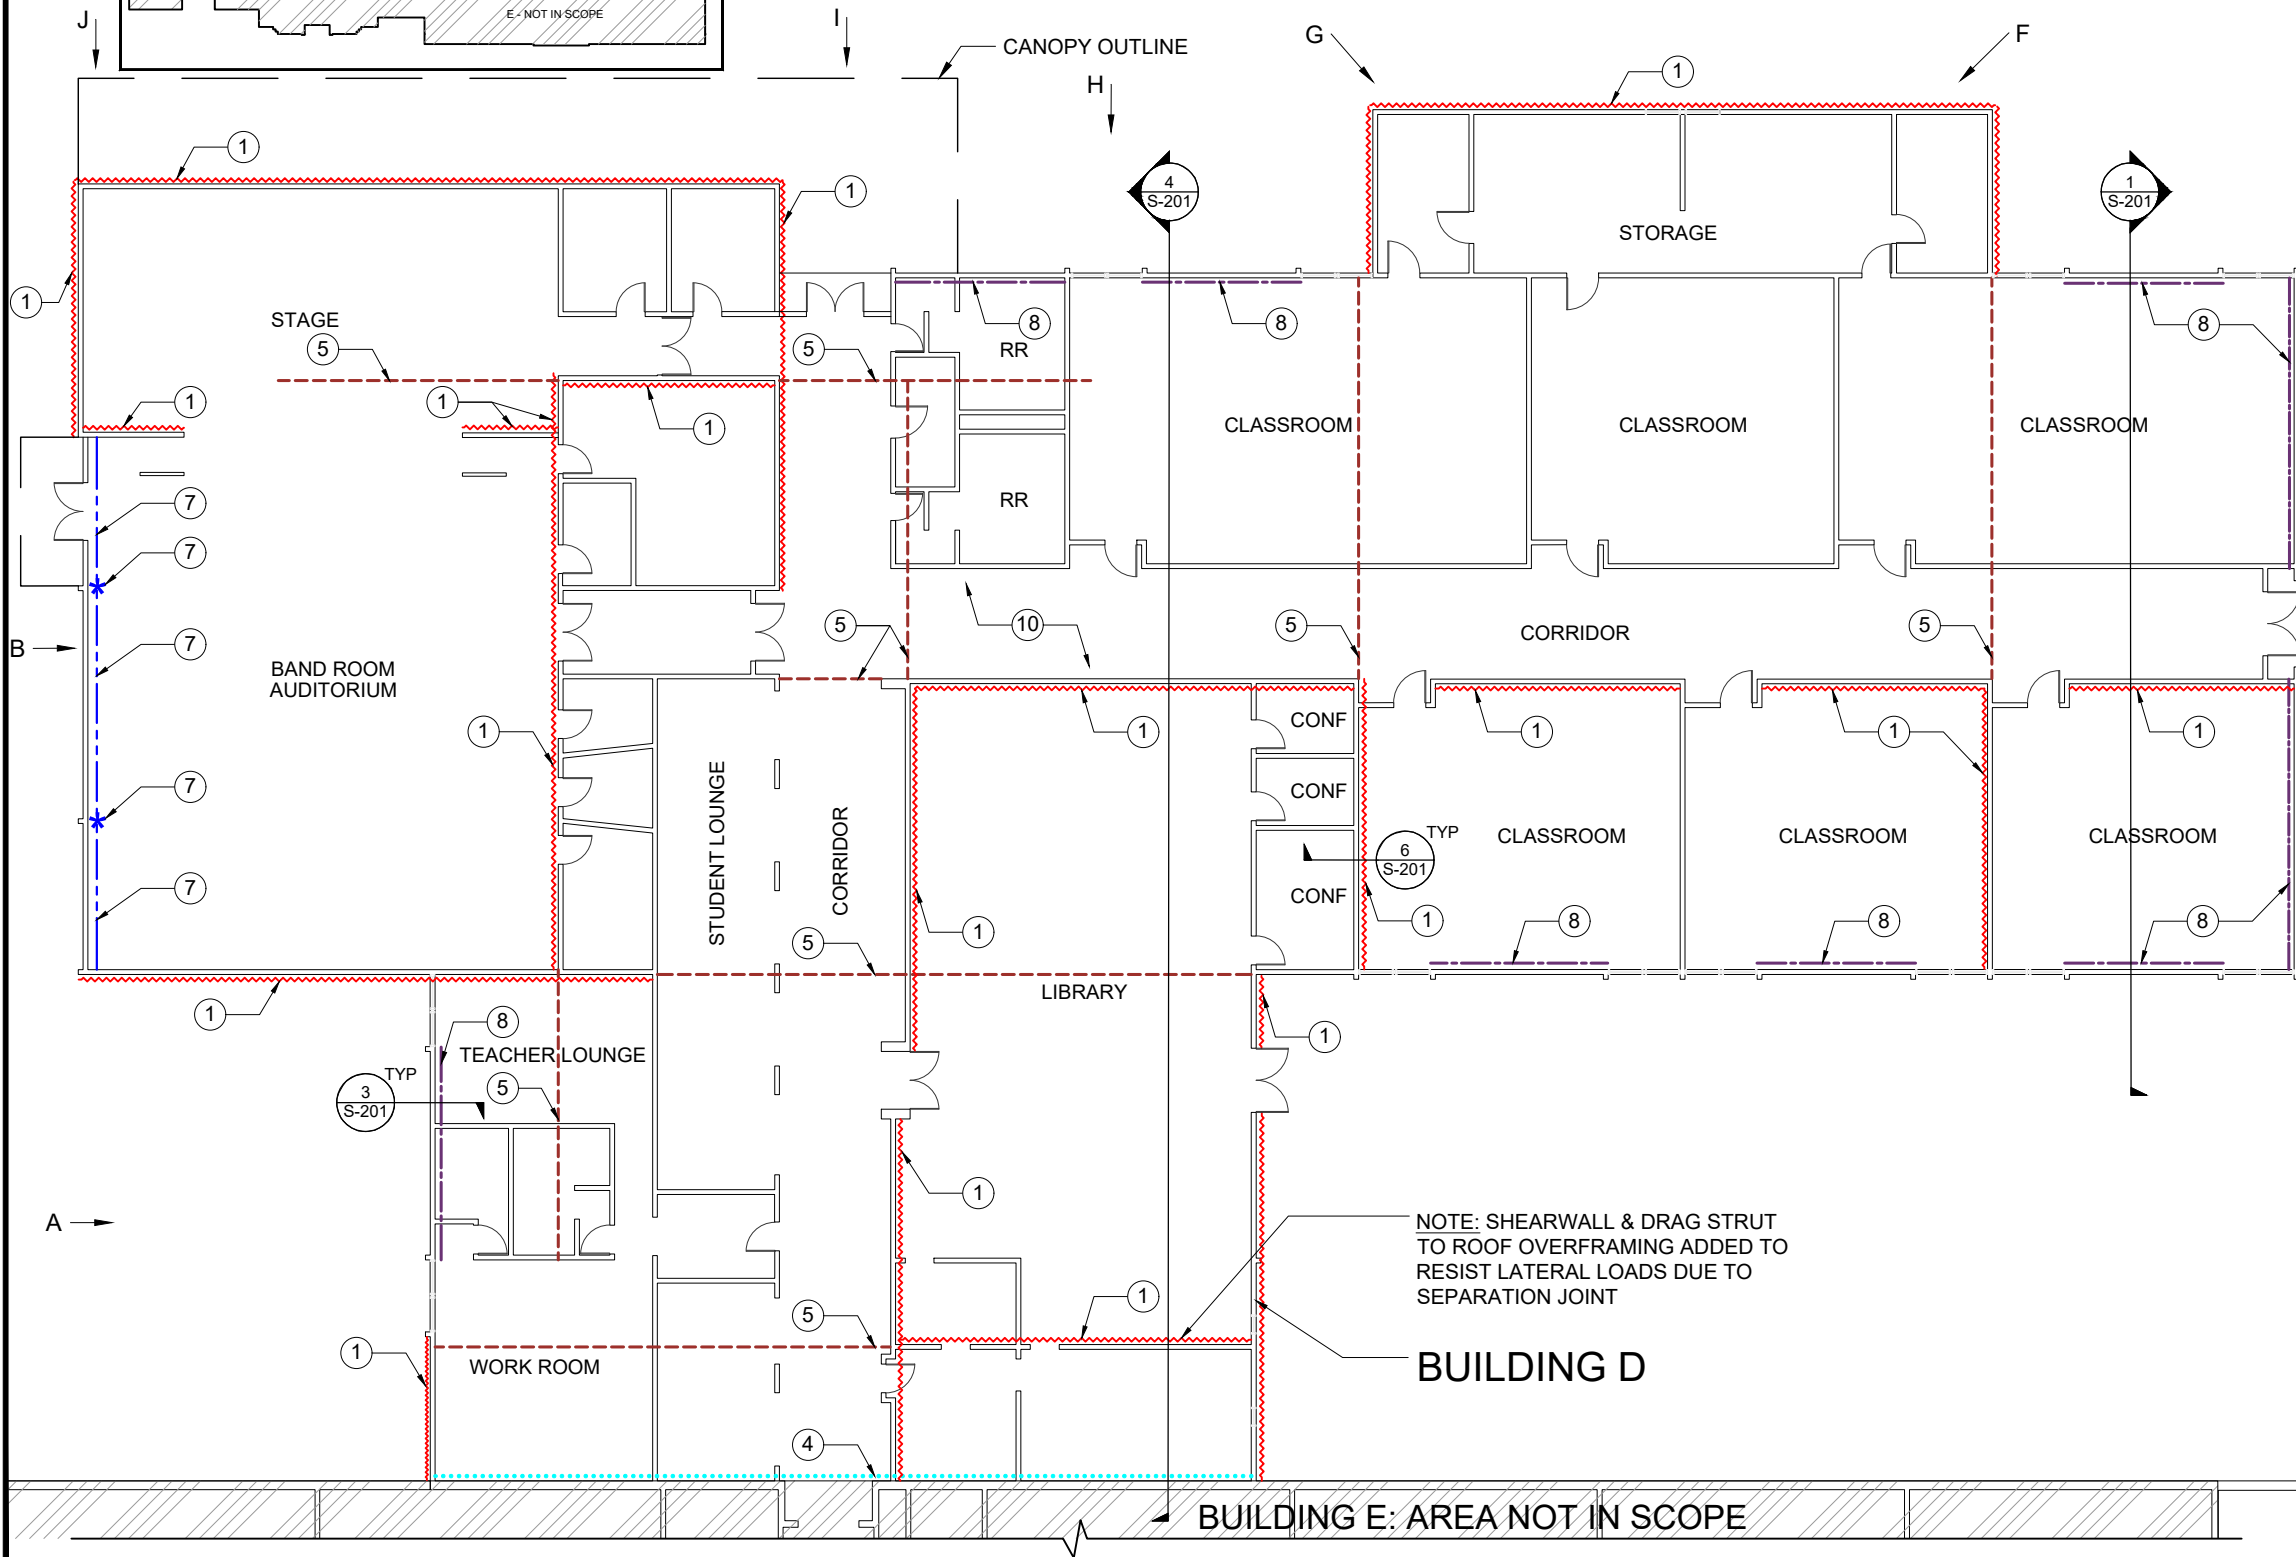 E - NOT IN SCOPE
J
I
CANOPY OUTLINE
G
F
H
1
1
1
4
S-201
1
S-201
STORAGE
1
STAGE
8
8
8
5
5
RR
1
1
1
CLASSROOM
CLASSROOM
CLASSROOM
7
RR
7
5
10
5
5
CORRIDOR
B
7
BAND ROOM
AUDITORIUM
1
CONF
1
1
1
1
7
CONF
STUDENT LOUNGE
CORRIDOR
TYP
6
S-201
CLASSROOM
CLASSROOM
CLASSROOM
7
CONF
1
1
8
8
8
5
LIBRARY
1
8
1
TEACHER LOUNGE
TYP
3
S-201
5
1
A
NOTE: SHEARWALL & DRAG STRUT
TO ROOF OVERFRAMING ADDED TO
RESIST LATERAL LOADS DUE TO
SEPARATION JOINT
1
5
1
WORK ROOM
BUILDING D
4
BUILDING E: AREA NOT IN SCOPE